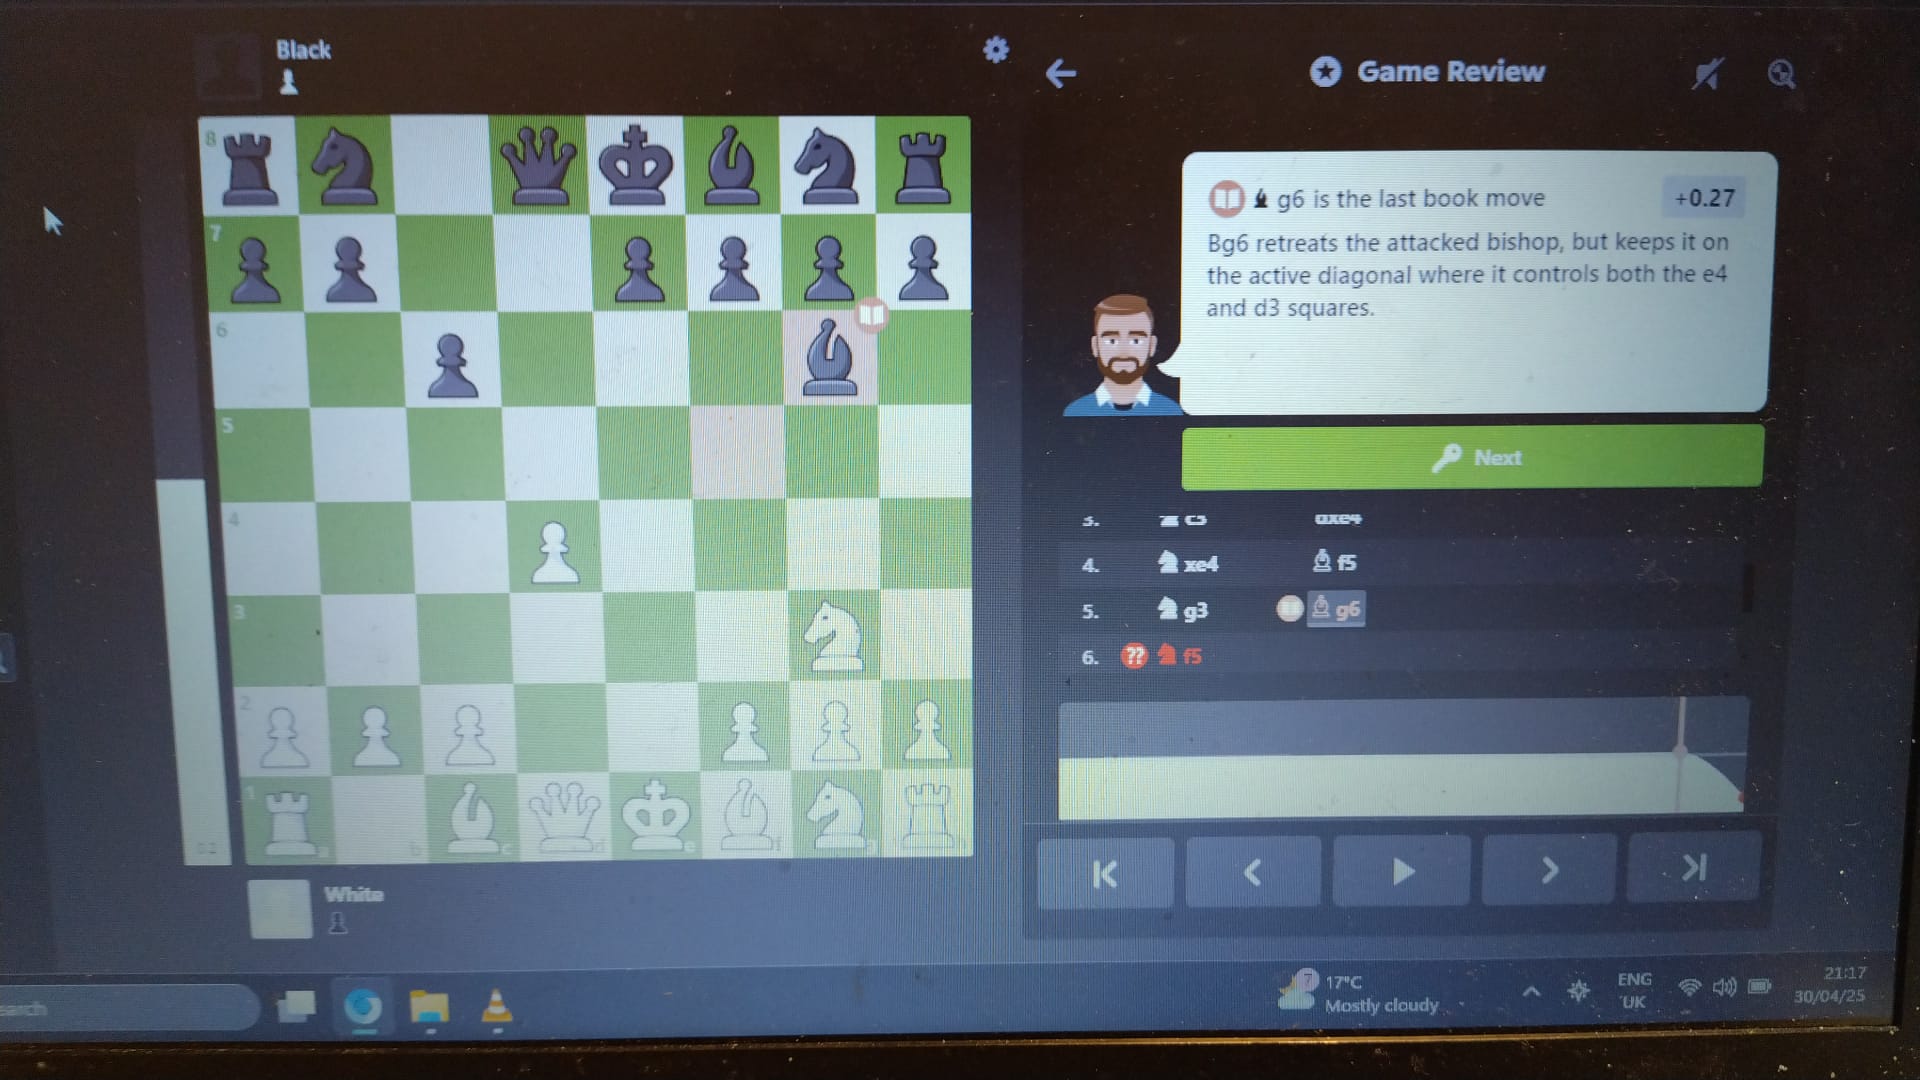 Black
Game Review
g6 is the last book move
+0.27
Bg6 retreats the attacked bishop, but keeps it on
the active diagonal where it controls both the e4
and d3 squares.
Next
8
7
6
5
4
3
2
1
a b c d e f g
3. c3 dxe4
4. xe4 f5
5. g3 g6
6. ?? f5
White
earch
17°C
Mostly cloudy
ENG
UK
21:17
30/04/25